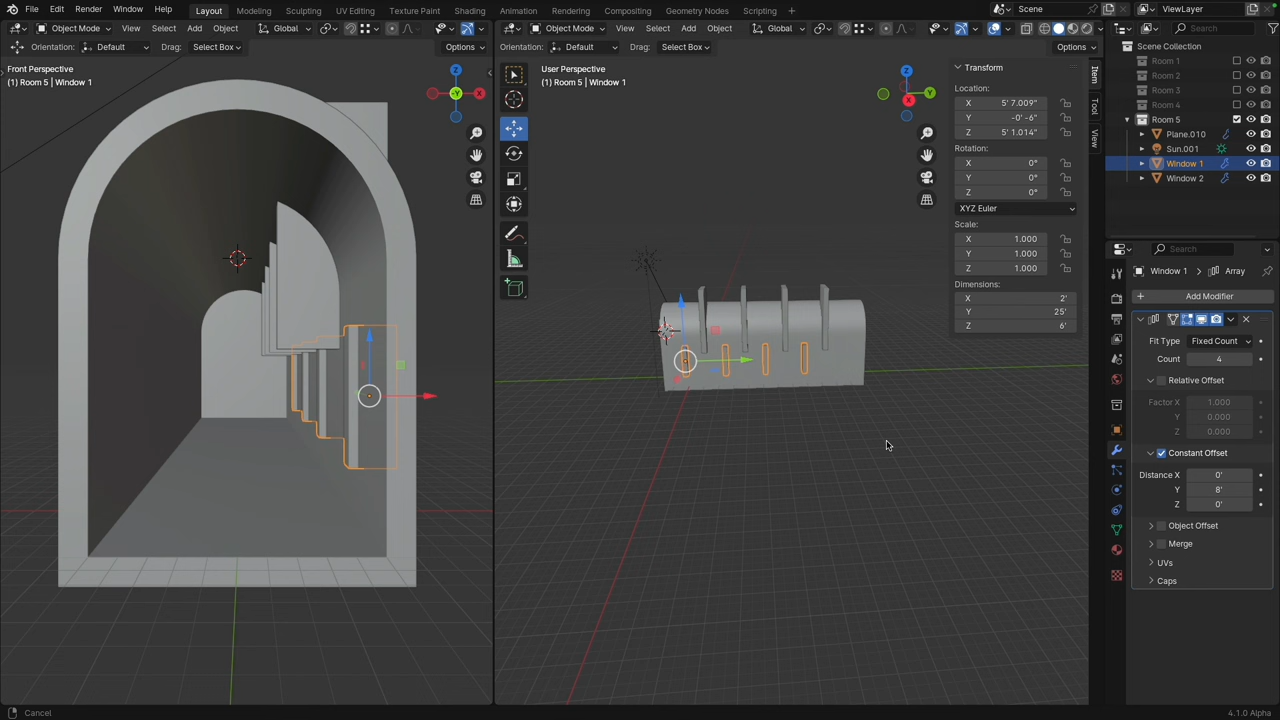 File Edit Render Window Help Layout Modeling Sculpting UV Editing Texture Paint Shading Animation Rendering Compositing Geometry Nodes Scripting + Scene ViewLayer
Object Mode View Select Add Object Global Object Mode View Select Add Object Global Search
Orientation: Default Drag: Select Box Options Orientation: Default Drag: Select Box Options
Scene Collection
Room 1
Room 2
Room 3
Room 4
Room 5
Plane.010
Sun.001
Window 1
Window 2
Front Perspective
(1) Room 5 | Window 1
Z
X
-Y
User Perspective
(1) Room 5 | Window 1
Z
Y
X
Transform
Location:
X 5' 7.009"
Y -0' -6"
Z 5' 1.014"
Rotation:
X 0°
Y 0°
Z 0°
XYZ Euler
Scale:
X 1.000
Y 1.000
Z 1.000
Dimensions:
X 2'
Y 25'
Z 6'
Item
Tool
View
Search
Window 1 > Array
+ Add Modifier
Fit Type Fixed Count
Count 4
Relative Offset
Factor X 1.000
Y 0.000
Z 0.000
Constant Offset
Distance X 0'
Y 8'
Z 0'
Object Offset
Merge
UVs
Caps
Cancel
4.1.0 Alpha